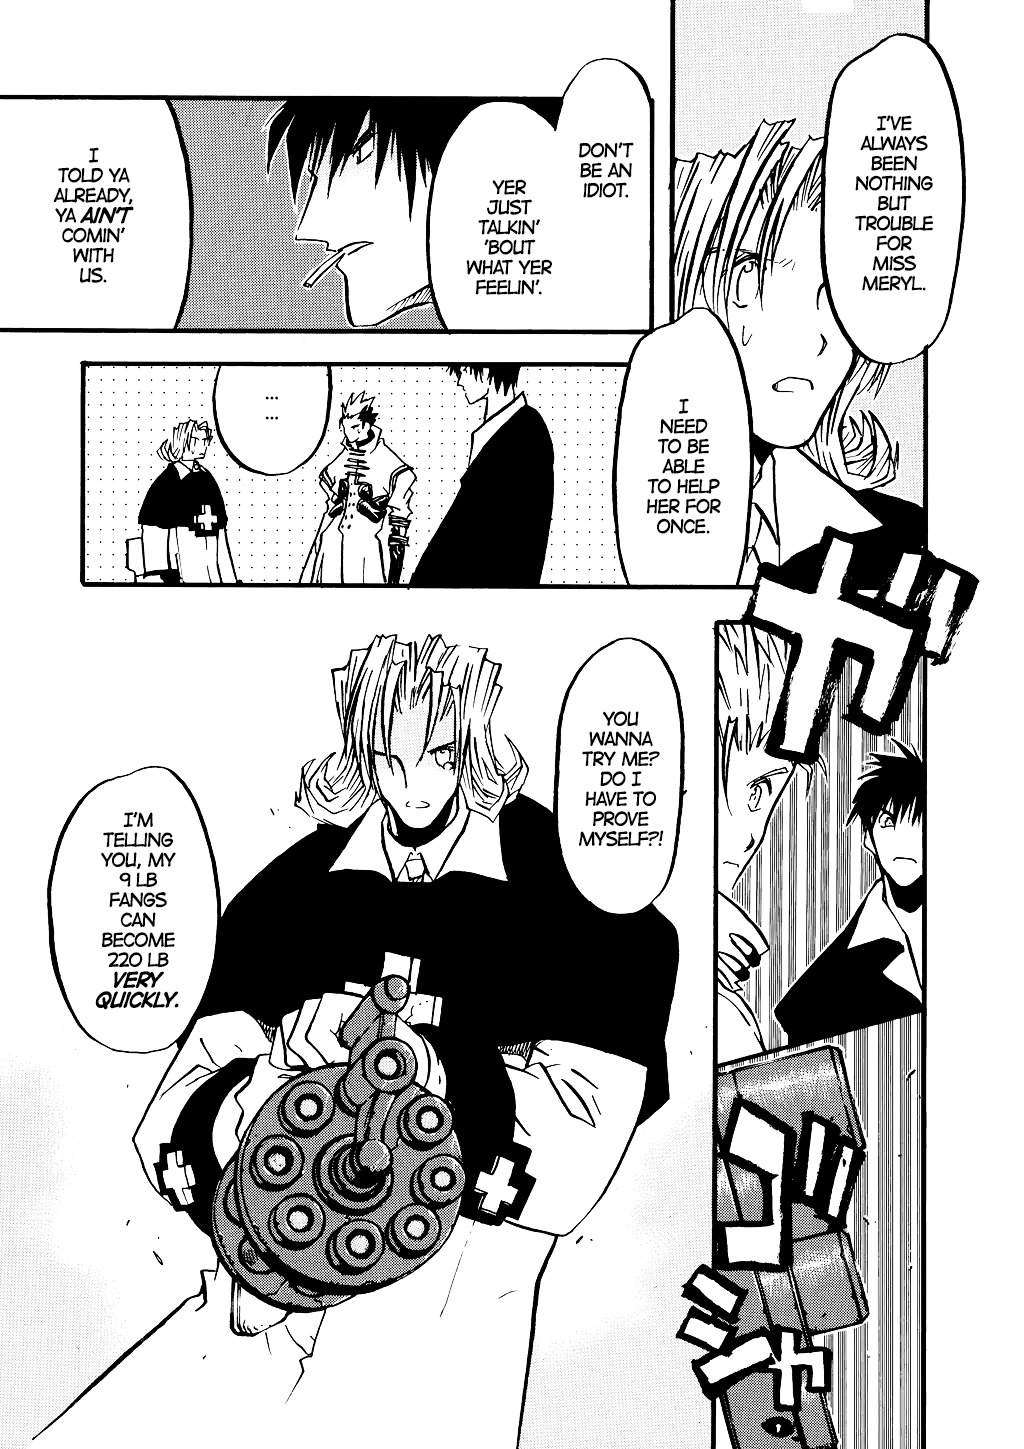 I'VE
ALWAYS
BEEN
NOTHING
BUT
TROUBLE
FOR
MISS
MERYL.
I
NEED
TO BE
ABLE
TO HELP
HER FOR
ONCE.
DON'T
BE AN
IDIOT.
YER
JUST
TALKIN'
'BOUT
WHAT YER
FEELIN'.
I
TOLD YA
ALREADY,
YA AIN'T
COMIN'
WITH
US.
...
...
ガ
ゴッ
ジャ
YOU
WANNA
TRY ME?
DO I
HAVE TO
PROVE
MYSELF?!
I'M
TELLING
YOU, MY
9 LB
FANGS
CAN
BECOME
220 LB
VERY
QUICKLY.